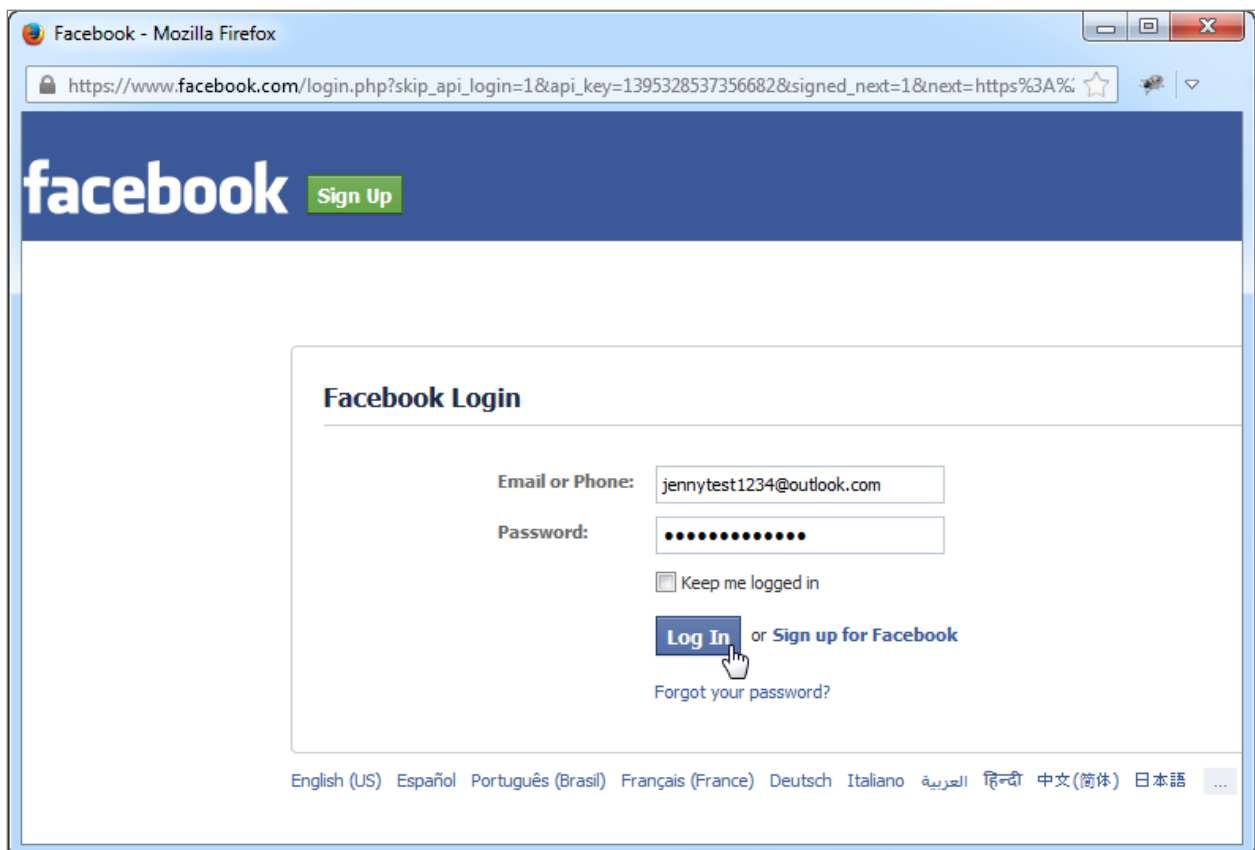 Facebook - Mozilla Firefox
https://www.facebook.com/login.php?skip_api_login=1&api_key=1395328537356682&signed_next=1&next=https%3A%2
facebook Sign Up
Facebook Login
Email or Phone: jennytest1234@outlook.com
Password: •••••••••••••
Keep me logged in
Log In or Sign up for Facebook
Forgot your password?
English (US) Español Português (Brasil) Français (France) Deutsch Italiano العربية हिन्दी 中文(简体) 日本語 ...